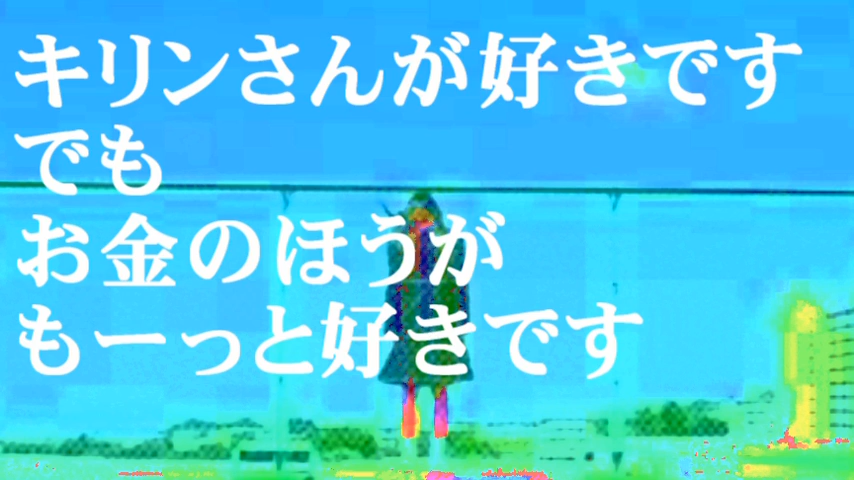 キリンさんが好きです
でも
お金のほうが
もーっと好きです